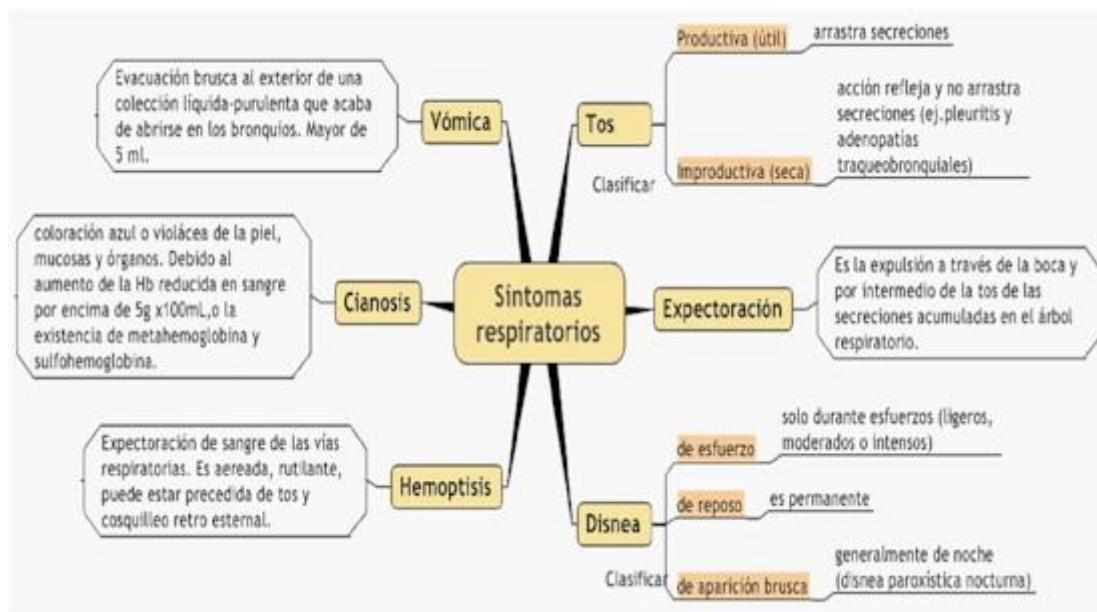 Síntomas
respiratorios
Tos
Clasificar
Productiva (útil)
arrastra secreciones
Improductiva (seca)
acción refleja y no arrastra
secreciones (ej.pleuritis y
adenopatías
traqueobronquiales)
Expectoración
Es la expulsión a través de la boca y
por intermedio de la tos de las
secreciones acumuladas en el árbol
respiratorio.
Disnea
Clasificar
de esfuerzo
solo durante esfuerzos (ligeros,
moderados o intensos)
de reposo
es permanente
de aparición brusca
generalmente de noche
(disnea paroxística nocturna)
Vómica
Evacuación brusca al exterior de una
colección líquida-purulenta que acaba
de abrirse en los bronquios. Mayor de
5 ml.
Cianosis
coloración azul o violácea de la piel,
mucosas y órganos. Debido al
aumento de la Hb reducida en sangre
por encima de 5g x100mL,o la
existencia de metahemoglobina y
sulfohemoglobina.
Hemoptisis
Expectoración de sangre de las vías
respiratorias. Es aereada, rutilante,
puede estar precedida de tos y
cosquilleo retro esternal.